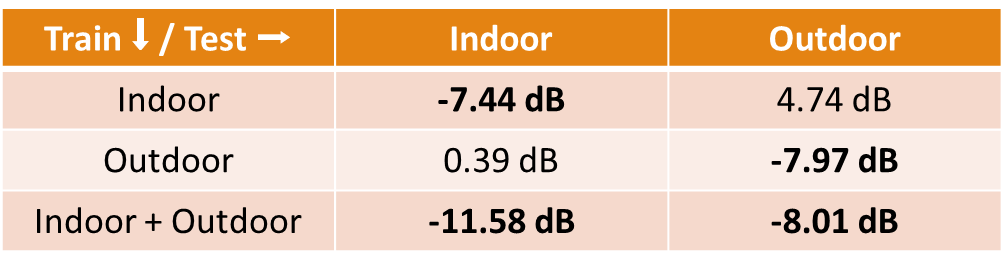 Train ↓ / Test → Indoor Outdoor
Indoor -7.44 dB 4.74 dB
Outdoor 0.39 dB -7.97 dB
Indoor + Outdoor -11.58 dB -8.01 dB